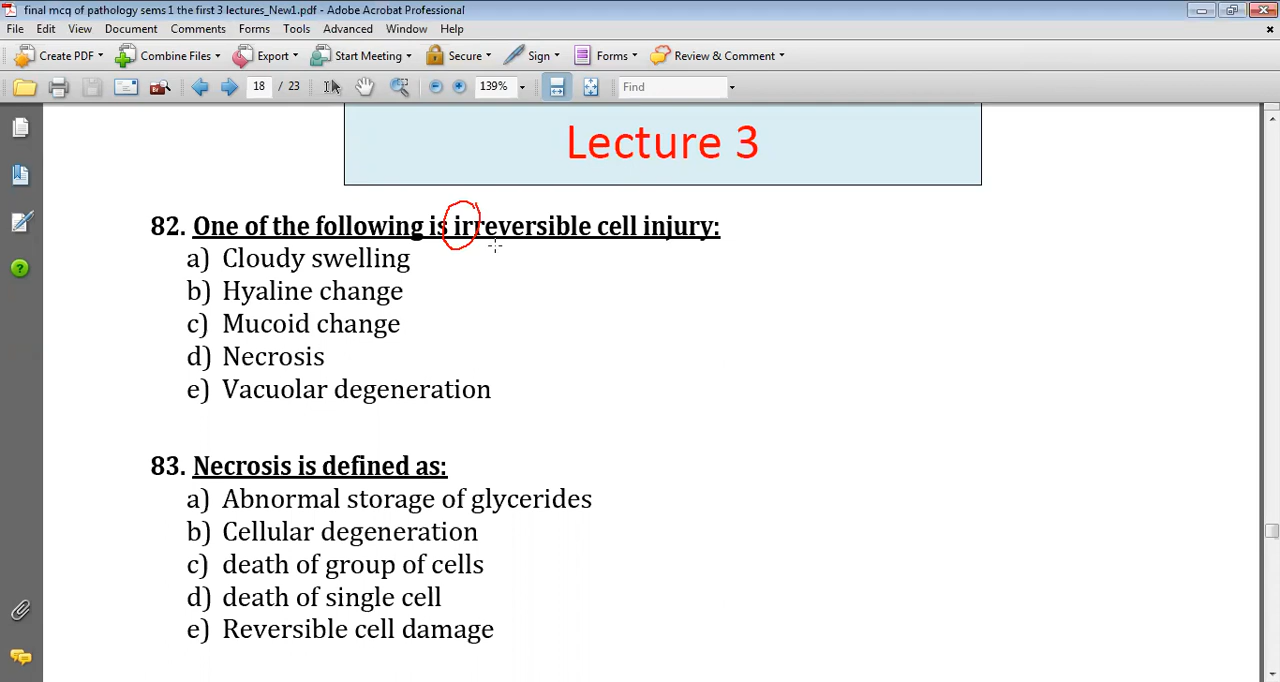 final mcq of pathology sems 1 the first 3 lectures_New1.pdf - Adobe Acrobat Professional
File Edit View Document Comments Forms Tools Advanced Window Help
Create PDF Combine Files Export Start Meeting Secure Sign Forms Review & Comment
18 / 23 139% Find
Lecture 3
82. One of the following is irreversible cell injury:
a) Cloudy swelling
b) Hyaline change
c) Mucoid change
d) Necrosis
e) Vacuolar degeneration
83. Necrosis is defined as:
a) Abnormal storage of glycerides
b) Cellular degeneration
c) death of group of cells
d) death of single cell
e) Reversible cell damage